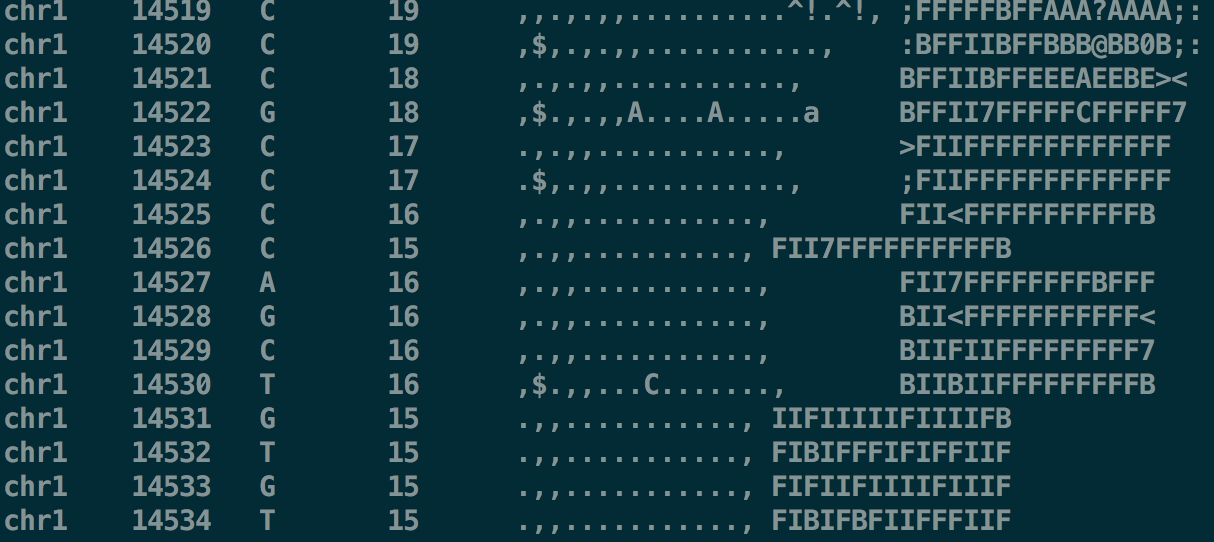 chr1 14519 C 19 ,,.,.,,..........^!.^!, ;FFFFFBFFAAA?AAAA;:
chr1 14520 C 19 ,$,.,.,,..........., :BFFIIBFFBBB@BB0B;:
chr1 14521 C 18 ,.,.,,..........., BFFIIBFFEEEAEEBE><
chr1 14522 G 18 ,$.,.,,A....A.....a BFFII7FFFFFCFFFFF7
chr1 14523 C 17 .,.,,..........., >FIIFFFFFFFFFFFFF
chr1 14524 C 17 .$,.,,..........., ;FIIFFFFFFFFFFFFF
chr1 14525 C 16 ,.,,..........., FII<FFFFFFFFFFFB
chr1 14526 C 15 ,.,,.........., FII7FFFFFFFFFFB
chr1 14527 A 16 ,.,,..........., FII7FFFFFFFFBFFF
chr1 14528 G 16 ,.,,..........., BII<FFFFFFFFFFF<
chr1 14529 C 16 ,.,,..........., BIIFIIFFFFFFFFF7
chr1 14530 T 16 ,$.,,...C......., BIIBIIFFFFFFFFFB
chr1 14531 G 15 .,,..........., IIFIIIIIFIIIIFB
chr1 14532 T 15 .,,..........., FIBIFFFIFIFFIIF
chr1 14533 G 15 .,,..........., FIFIIFIIIIFIIIF
chr1 14534 T 15 .,,..........., FIBIFBFIIFFFIIF